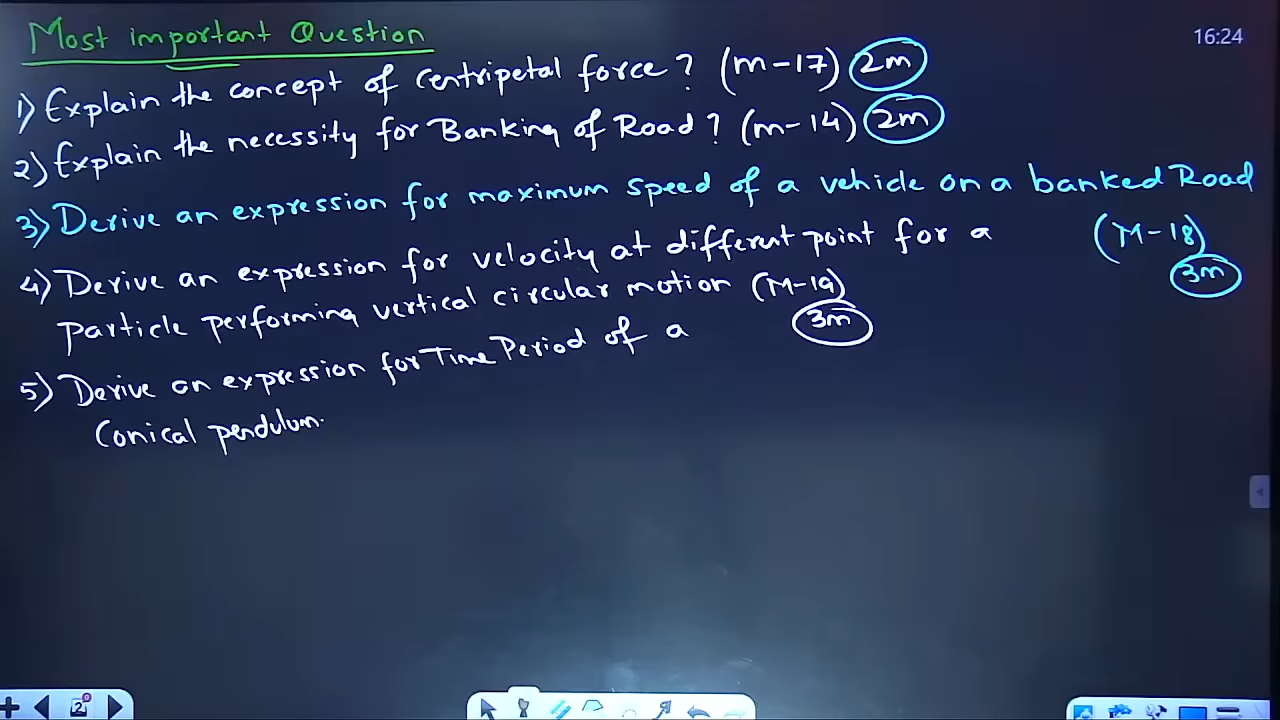 Most important Question
16:24
1) Explain the concept of Centripetal force ? (m-17) 2m
2) Explain the necessity for Banking of Road ? (m-14) 2m
3) Derive an expression for maximum speed of a vehicle on a banked Road
(M-18)
3m
4) Derive an expression for velocity at different point for a
particle performing vertical circular motion (M-19)
3m
5) Derive an expression for Time Period of a
Conical pendulum.
2